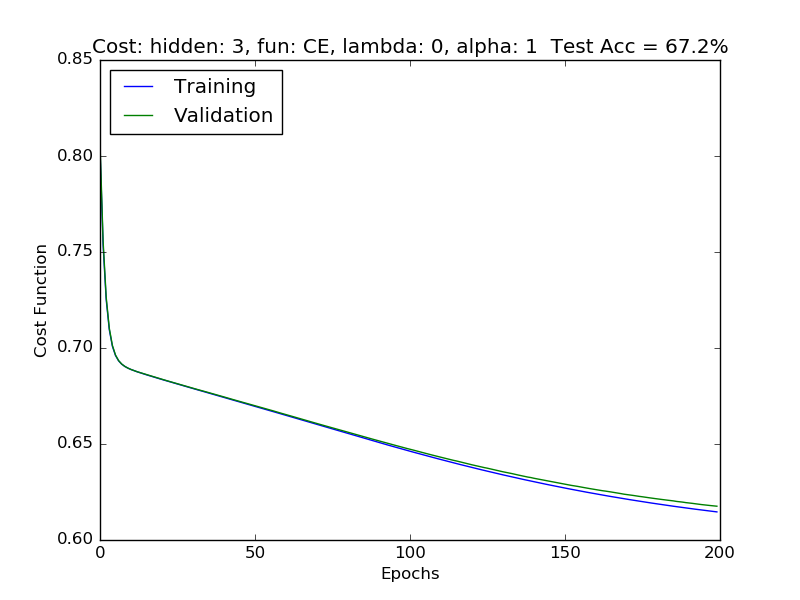 Cost: hidden: 3, fun: CE, lambda: 0, alpha: 1  Test Acc = 67.2%
0.85
Training
Validation
0.80
0.75
Cost Function
0.70
0.65
0.60
0 50 100 150 200
Epochs